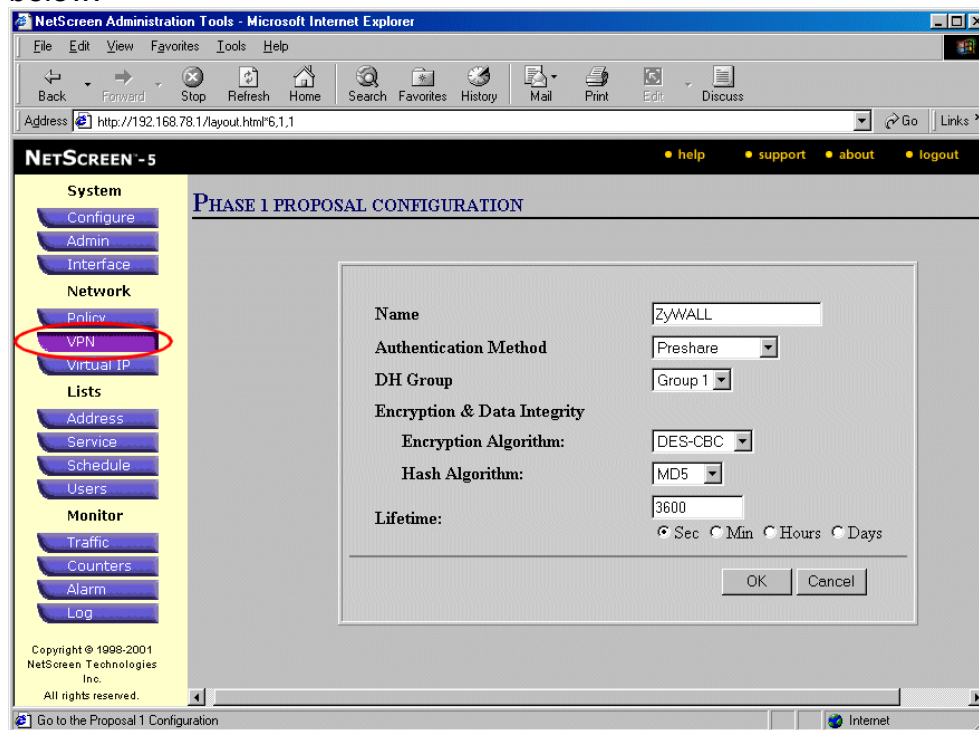 below.
NetScreen Administration Tools - Microsoft Internet Explorer
File Edit View Favorites Tools Help
Back Forward Stop Refresh Home Search Favorites History Mail Print Edit Discuss
Address http://192.168.78.1/layout.html*6,1,1 Go Links
NETSCREEN™-5 help support about logout
System
Configure
Admin
Interface
Network
Policy
VPN
Virtual IP
Lists
Address
Service
Schedule
Users
Monitor
Traffic
Counters
Alarm
Log
Copyright © 1998-2001
NetScreen Technologies
Inc.
All rights reserved.
PHASE 1 PROPOSAL CONFIGURATION
Name ZyWALL
Authentication Method Preshare
DH Group Group 1
Encryption & Data Integrity
Encryption Algorithm: DES-CBC
Hash Algorithm: MD5
Lifetime: 3600
Sec Min Hours Days
OK Cancel
Go to the Proposal 1 Configuration Internet